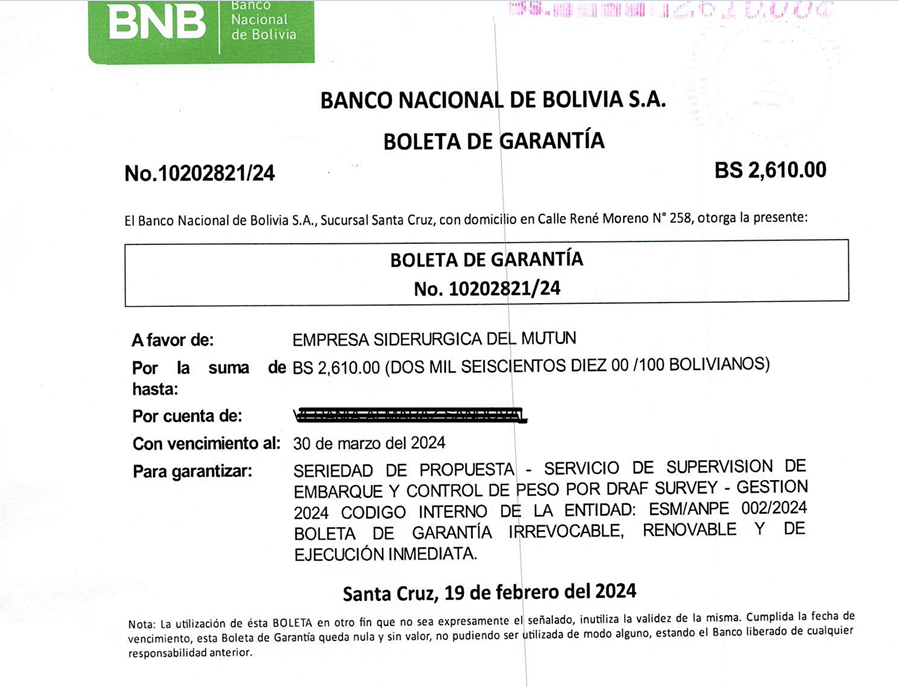 BNB Banco
Nacional
de Bolivia
BS.
BANCO NACIONAL DE BOLIVIA S.A.
BOLETA DE GARANTÍA
No.10202821/24 BS 2,610.00
El Banco Nacional de Bolivia S.A., Sucursal Santa Cruz, con domicilio en Calle René Moreno N° 258, otorga la presente:
BOLETA DE GARANTÍA
No. 10202821/24
A favor de: EMPRESA SIDERURGICA DEL MUTUN
Por la suma de BS 2,610.00 (DOS MIL SEISCIENTOS DIEZ 00 /100 BOLIVIANOS)
hasta:
Por cuenta de:
Con vencimiento al: 30 de marzo del 2024
Para garantizar: SERIEDAD DE PROPUESTA - SERVICIO DE SUPERVISION DE
EMBARQUE Y CONTROL DE PESO POR DRAF SURVEY - GESTION
2024 CODIGO INTERNO DE LA ENTIDAD: ESM/ANPE 002/2024
BOLETA DE GARANTÍA IRREVOCABLE, RENOVABLE Y DE
EJECUCIÓN INMEDIATA.
Santa Cruz, 19 de febrero del 2024
Nota: La utilización de ésta BOLETA en otro fin que no sea expresamente el señalado, inutiliza la validez de la misma. Cumplida la fecha de
vencimiento, esta Boleta de Garantía queda nula y sin valor, no pudiendo ser utilizada de modo alguno, estando el Banco liberado de cualquier
responsabilidad anterior.